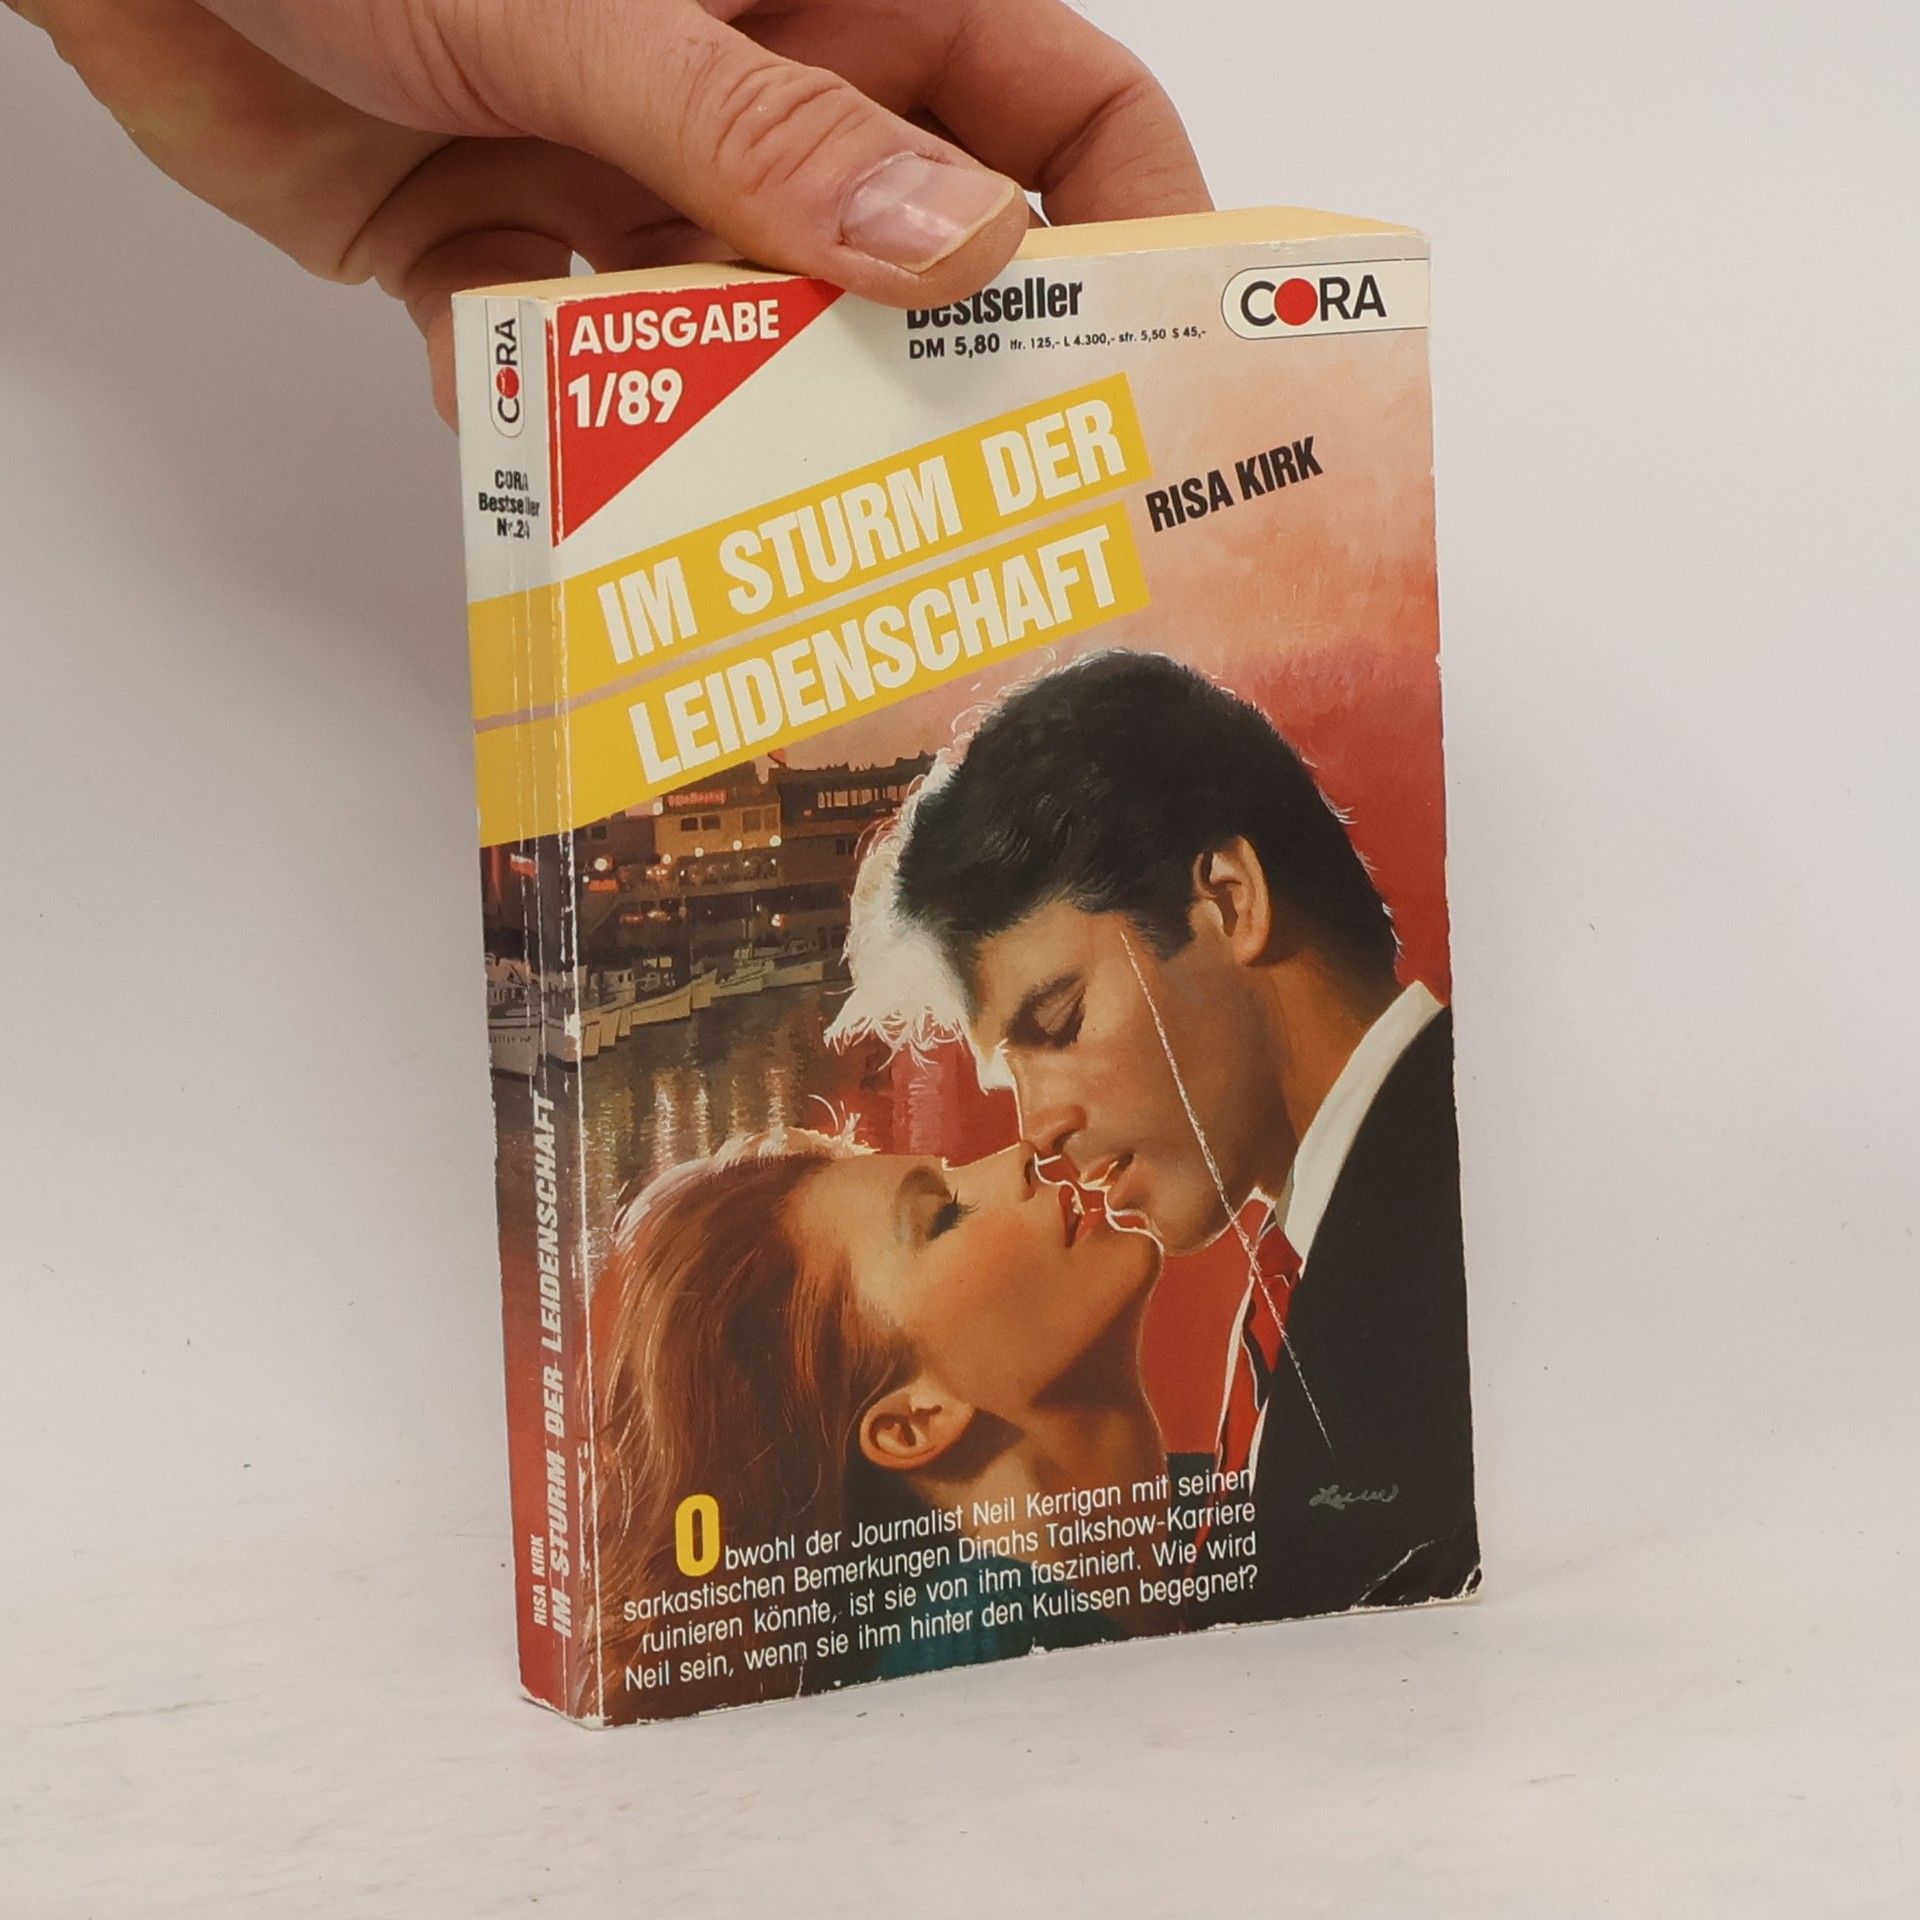 AUSGABE
1/89
Bestseller
DM 5,80 hfr. 125,- L 4.300,- sfr. 5,50 S 45,-
CORA
IM STURM DER
LEIDENSCHAFT
RISA KIRK
Obwohl der Journalist Neil Kerrigan mit seinen
sarkastischen Bemerkungen Dinahs Talkshow-Karriere
ruinieren könnte, ist sie von ihm fasziniert. Wie wird
Neil sein, wenn sie ihm hinter den Kulissen begegnet?
CORA
CORA
Bestseller
Nr.
RISA KIRK
IM STURM DER LEIDENSCHAFT